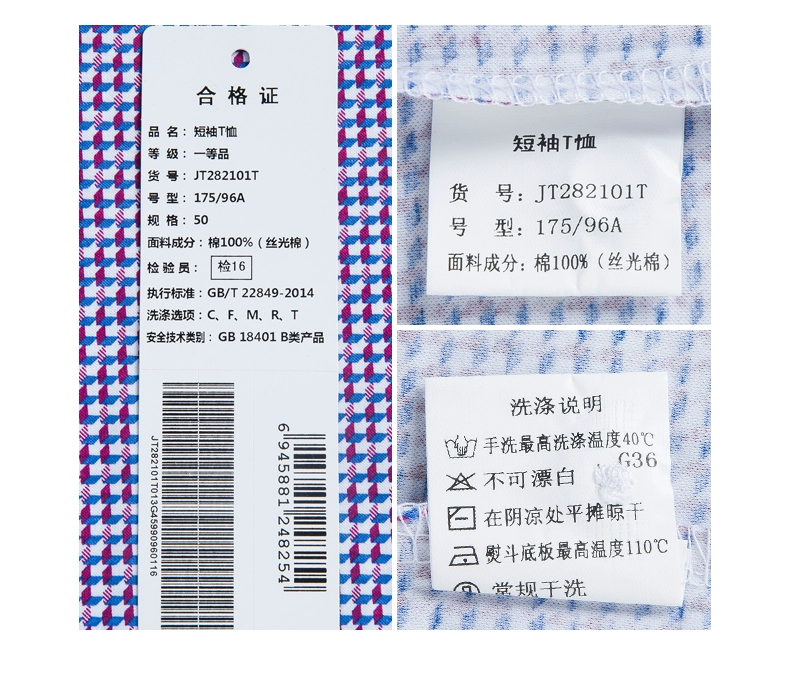 合格证
品 名： 短袖T恤
等 级： 一等品
货 号： JT282101T
号 型： 175/96A
规 格： 50
面料成分： 棉100%（丝光棉）
检验员： 检16
执行标准： GB/T 22849-2014
洗涤选项： C、F、M、R、T
安全技术类别： GB 18401 B类产品
JT282101T013G45990960116
6 945881 248254
短袖T恤
货 号: JT282101T
号 型: 175/96A
面料成分: 棉100%（丝光棉）
洗涤说明
手洗最高洗涤温度40℃
G36
不可漂白
在阴凉处平摊晾干
熨斗底板最高温度110℃
常规干洗